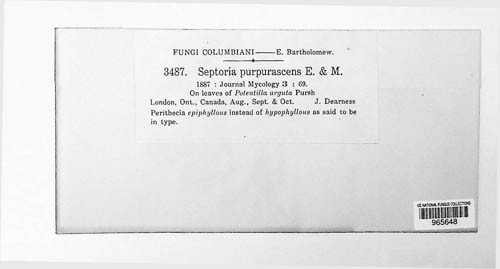 FUNGI COLUMBIANI——E. Bartholomew.
3487. Septoria purpurascens E. & M.
1887 : Journal Mycology 3 : 69.
On leaves of Potentilla arguta Pursh
London, Ont., Canada, Aug., Sept. & Oct. J. Dearness
Perithecia epiphyllous instead of hypophyllous as said to be
in type.
US NATIONAL FUNGUS COLLECTIONS
965648